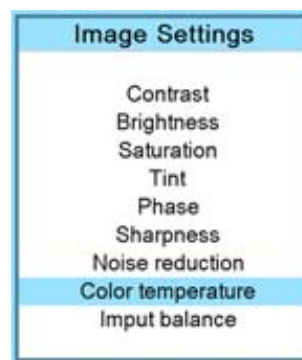 Image Settings
Contrast
Brightness
Saturation
Tint
Phase
Sharpness
Noise reduction
Color temperature
Imput balance